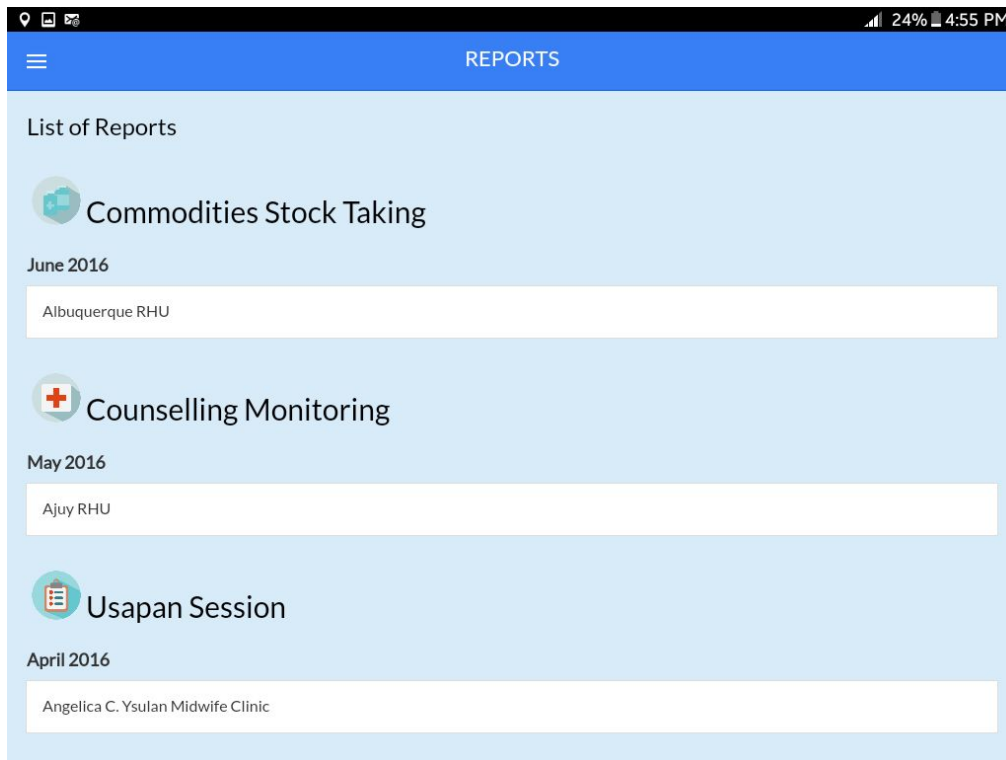 24% 4:55 PM
REPORTS
List of Reports
Commodities Stock Taking
June 2016
Albuquerque RHU
Counselling Monitoring
May 2016
Ajuy RHU
Usapan Session
April 2016
Angelica C. Ysulan Midwife Clinic